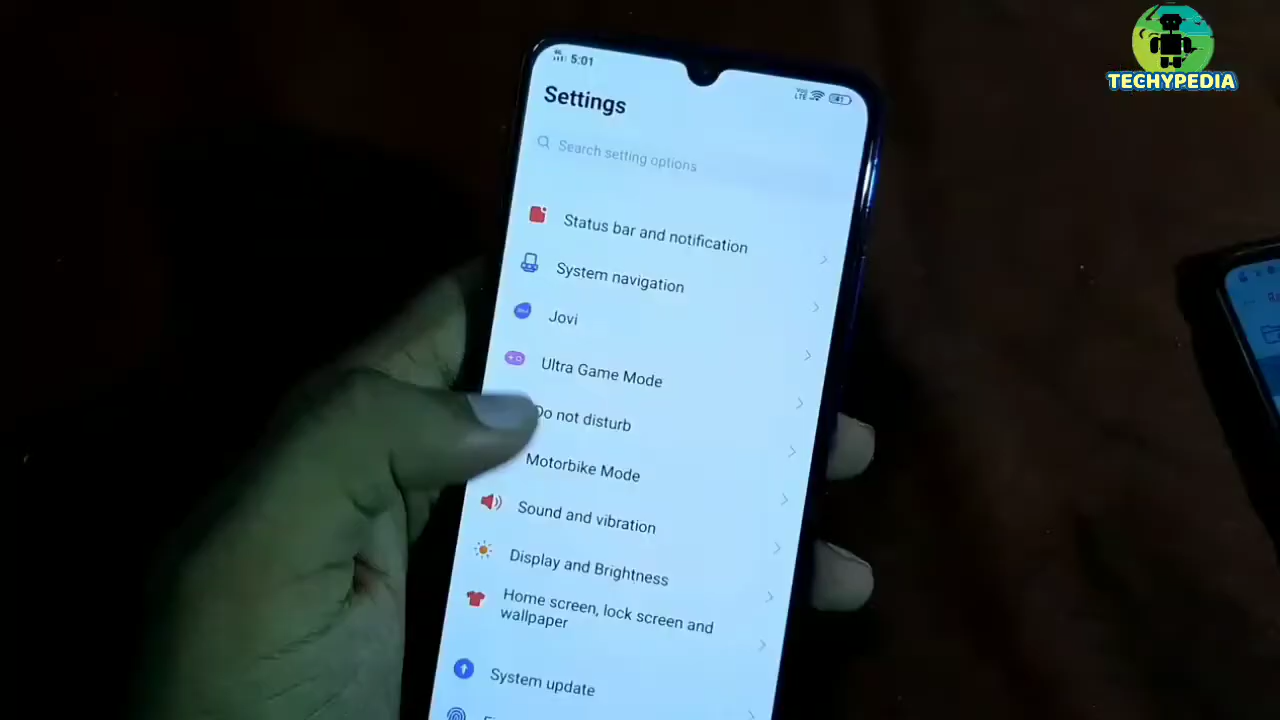 TECHYPEDIA
5:01
Settings
Search setting options
Status bar and notification
System navigation
Jovi
Ultra Game Mode
Do not disturb
Motorbike Mode
Sound and vibration
Display and Brightness
Home screen, lock screen and
wallpaper
System update